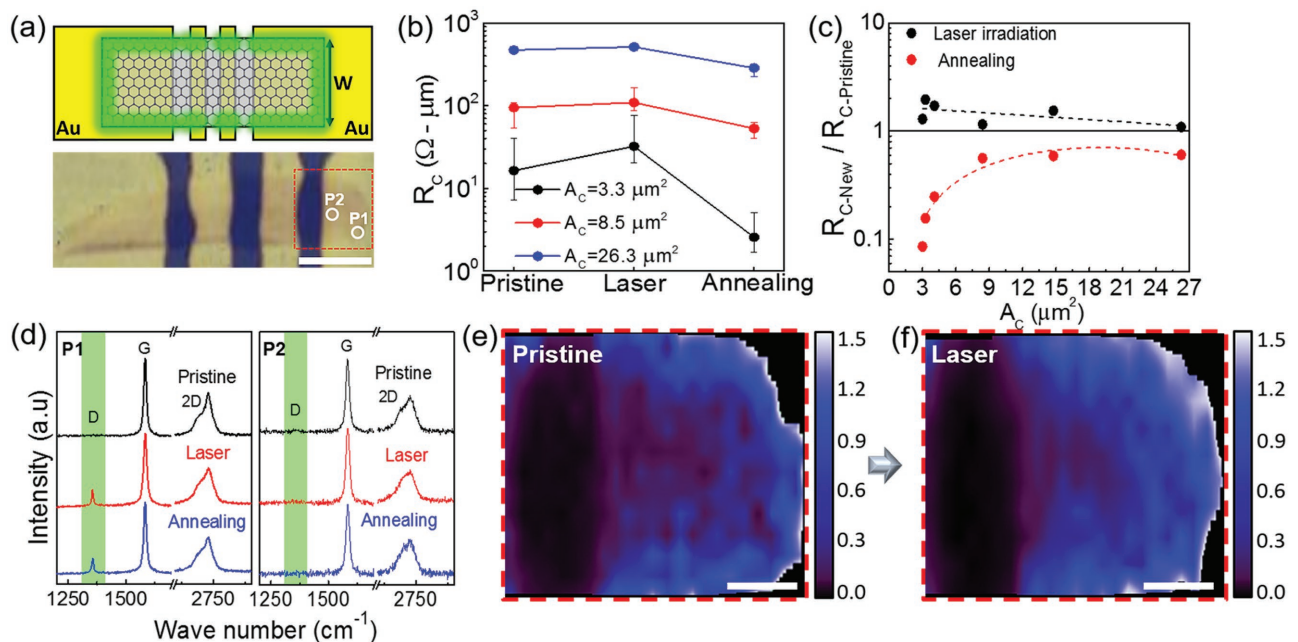 (a)
W
Au
Au
P2
P1
(b)
R_C (Ω - μm)
10³
10²
10¹
10⁰
A_C=3.3 μm²
A_C=8.5 μm²
A_C=26.3 μm²
Pristine
Laser
Annealing
(c)
R_C-New / R_C-Pristine
10
1
0.1
Laser irradiation
Annealing
0 3 6 9 12 15 18 21 24 27
A_C (μm²)
(d)
Intensity (a.u)
P1
D
G
Pristine
2D
Laser
Annealing
1250 1500 2750
P2
D
G
Pristine
2D
Laser
Annealing
1250 1500 2750
Wave number (cm⁻¹)
(e)
Pristine
1.5
1.2
0.9
0.6
0.3
0.0
(f)
Laser
1.5
1.2
0.9
0.6
0.3
0.0